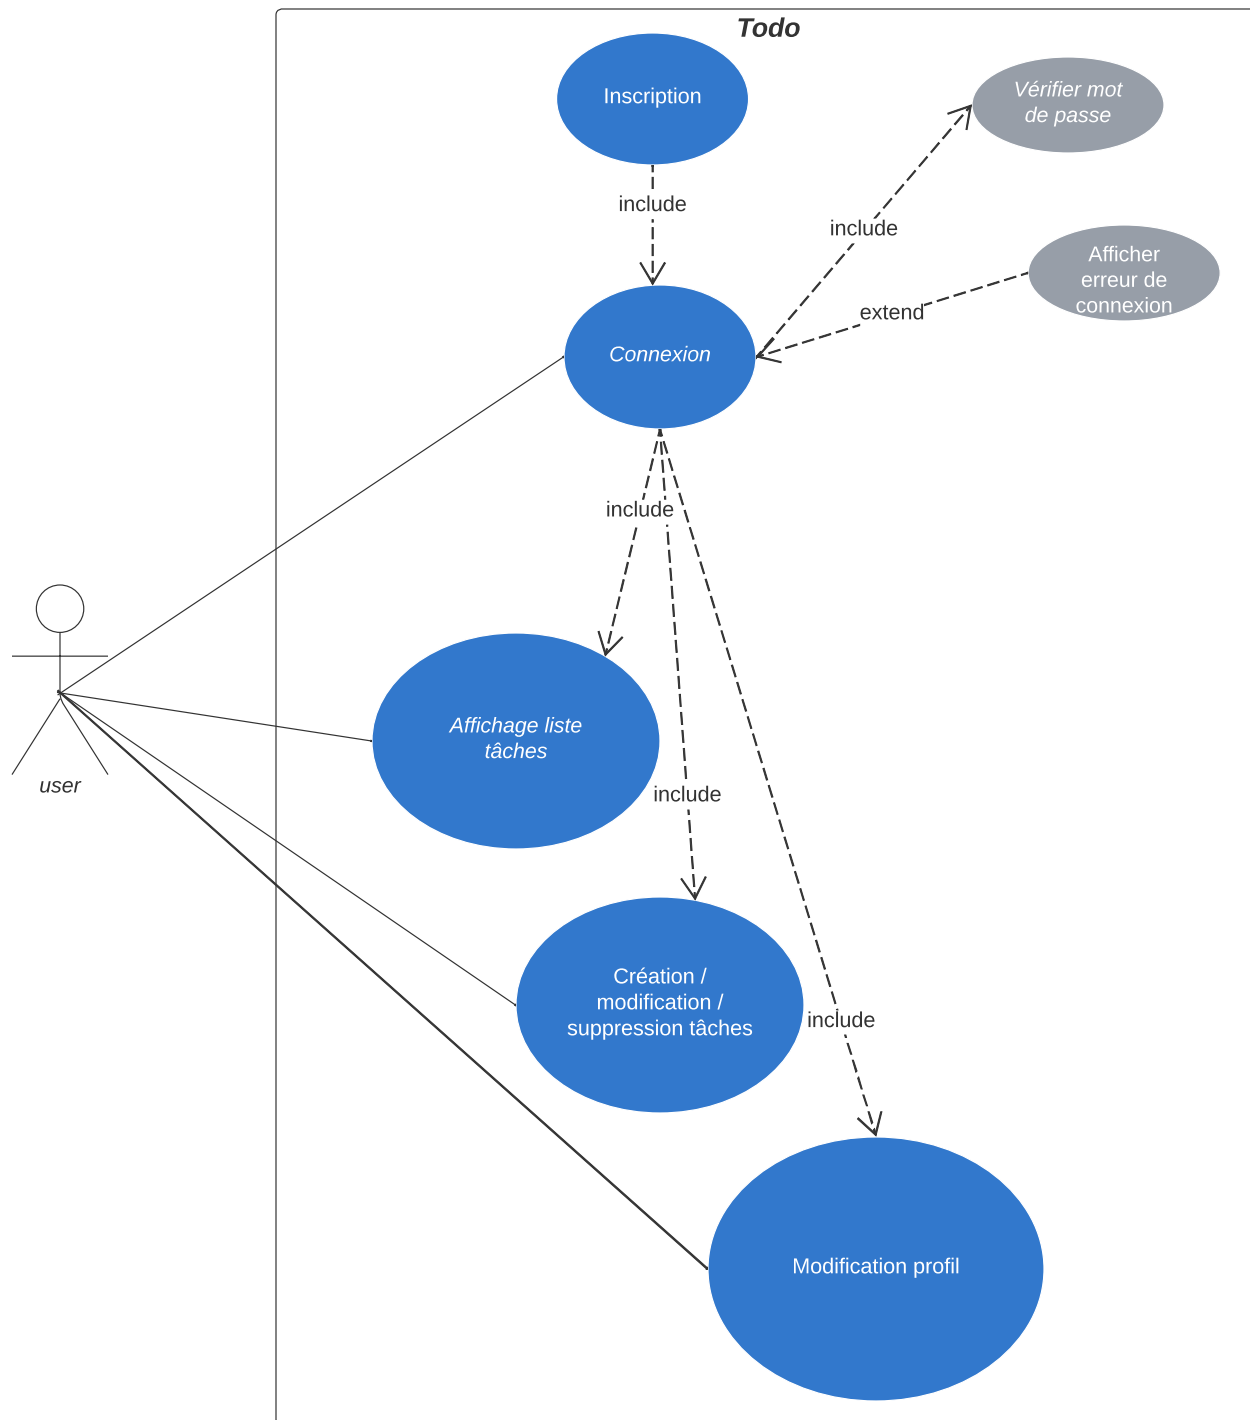 Todo
Inscription
Vérifier mot
de passe
include
include
Afficher
erreur de
connexion
extend
Connexion
include
Affichage liste
tâches
user
include
Création /
modification /
suppression tâches
include
Modification profil